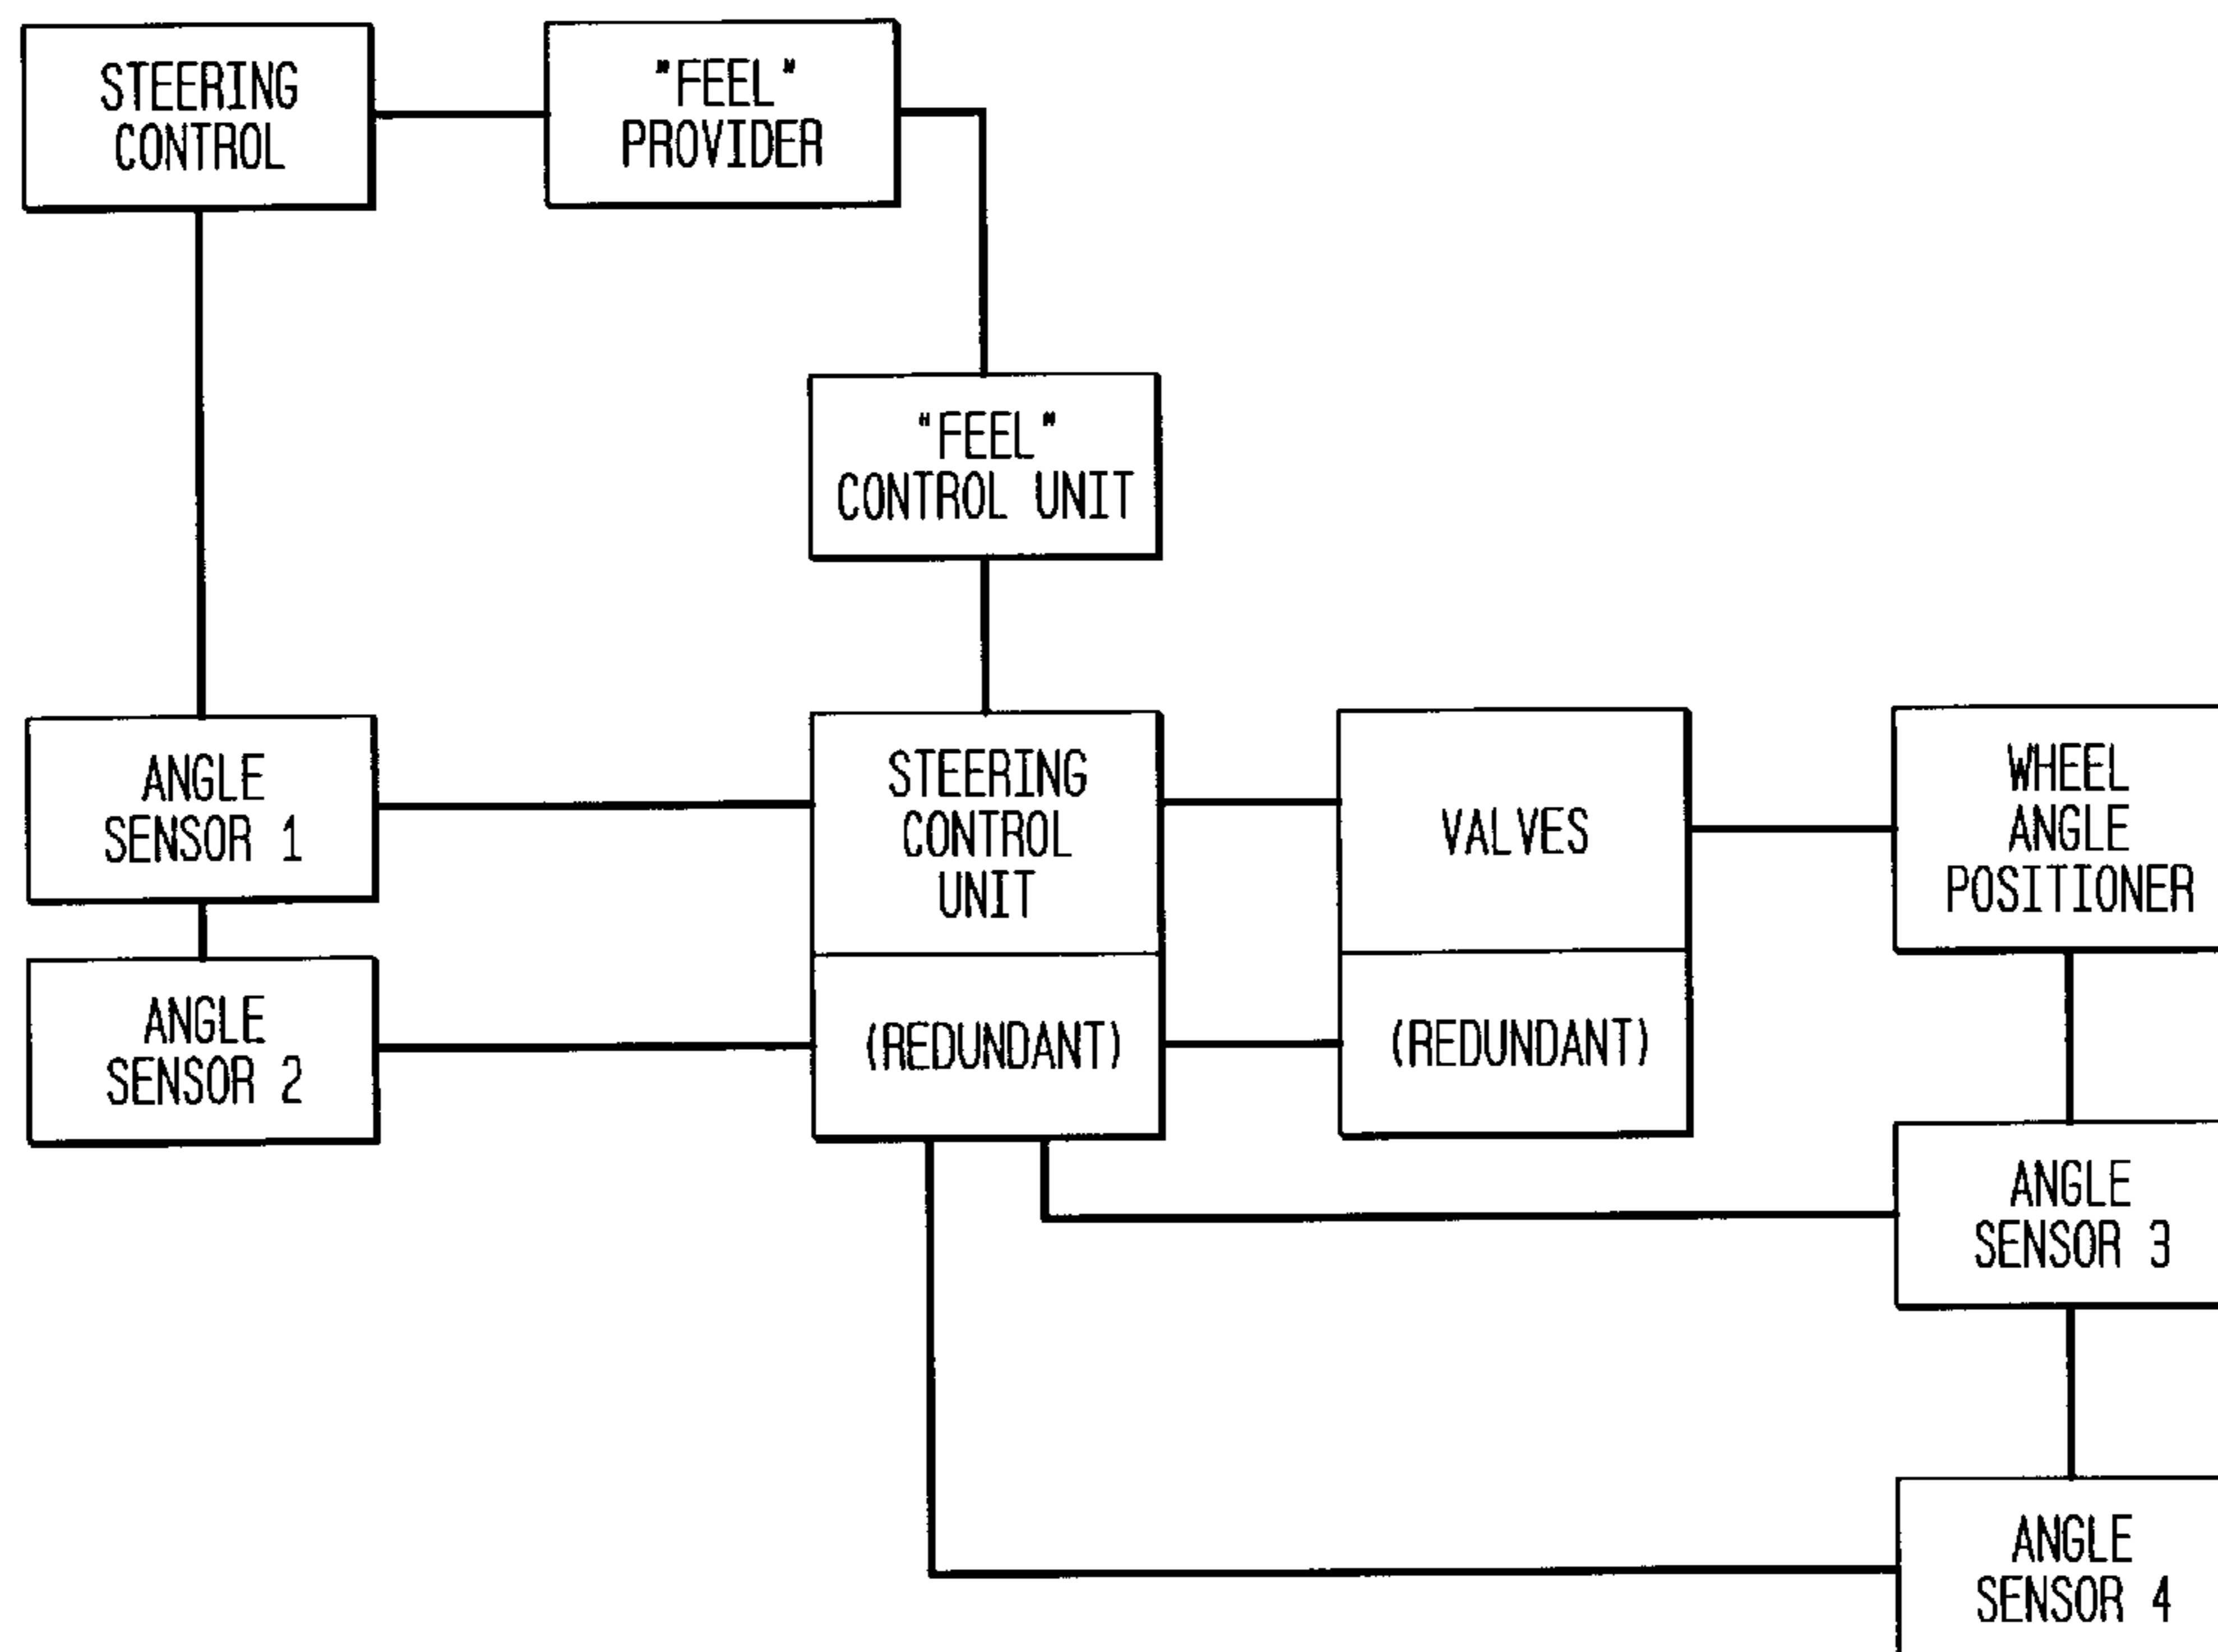 STEERING
CONTROL
"FEEL"
PROVIDER
"FEEL"
CONTROL UNIT
ANGLE
SENSOR 1
STEERING
CONTROL
UNIT
VALVES
WHEEL
ANGLE
POSITIONER
ANGLE
SENSOR 2
(REDUNDANT)
(REDUNDANT)
ANGLE
SENSOR 3
ANGLE
SENSOR 4